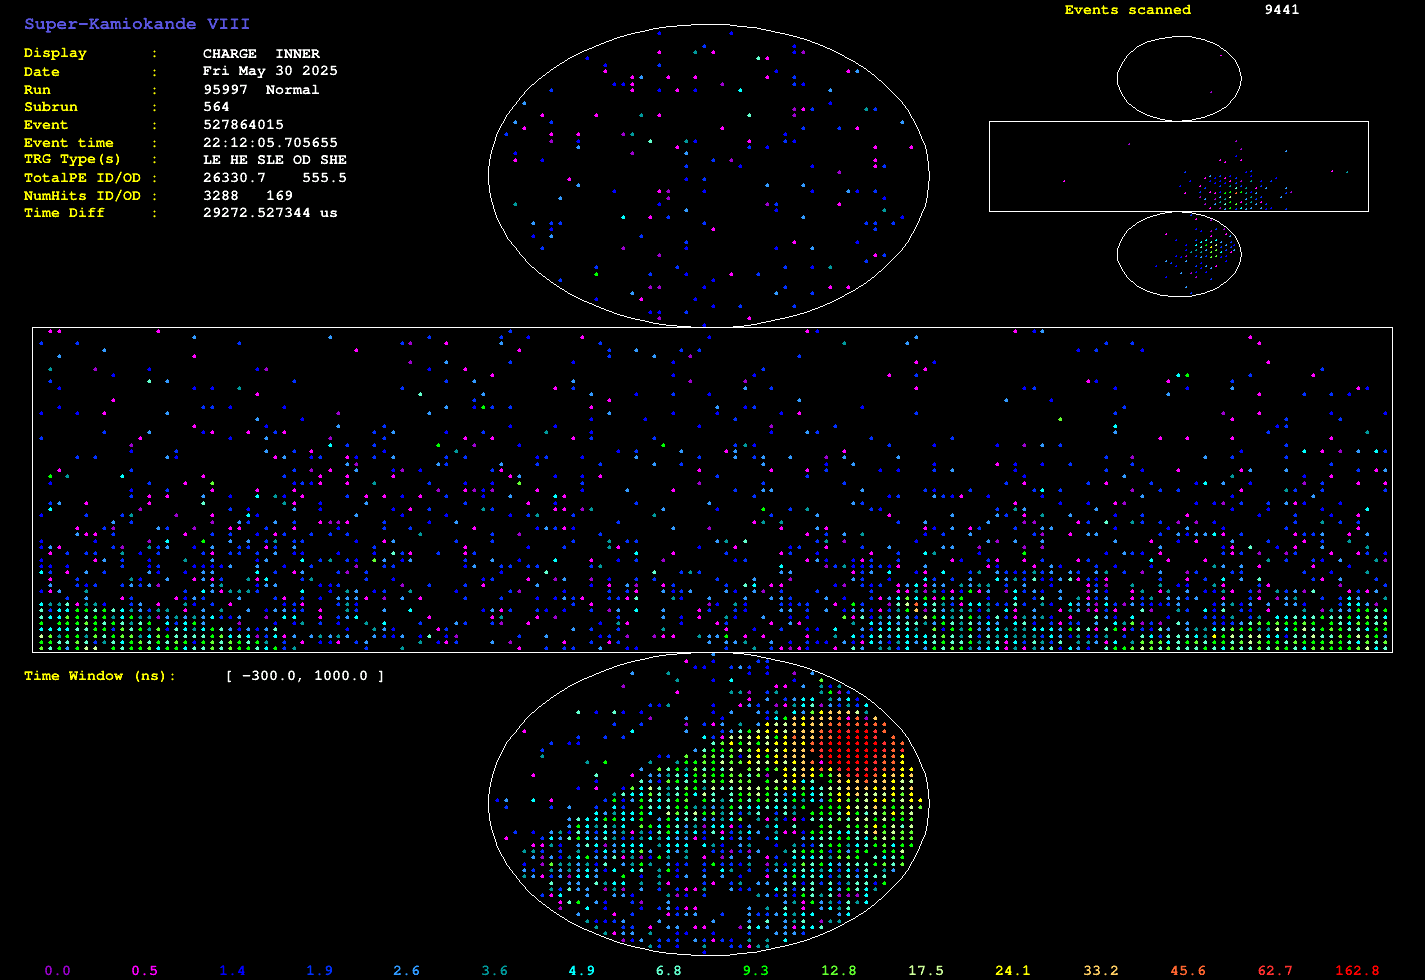 Super-Kamiokande VIII
Events scanned 9441
Display : CHARGE INNER
Date : Fri May 30 2025
Run : 95997 Normal
Subrun : 564
Event : 527864015
Event time : 22:12:05.705655
TRG Type(s) : LE HE SLE OD SHE
TotalPE ID/OD : 26330.7 555.5
NumHits ID/OD : 3288 169
Time Diff : 29272.527344 us
Time Window (ns): [ -300.0, 1000.0 ]
0.0 0.5 1.4 1.9 2.6 3.6 4.9 6.8 9.3 12.8 17.5 24.1 33.2 45.6 62.7 162.8